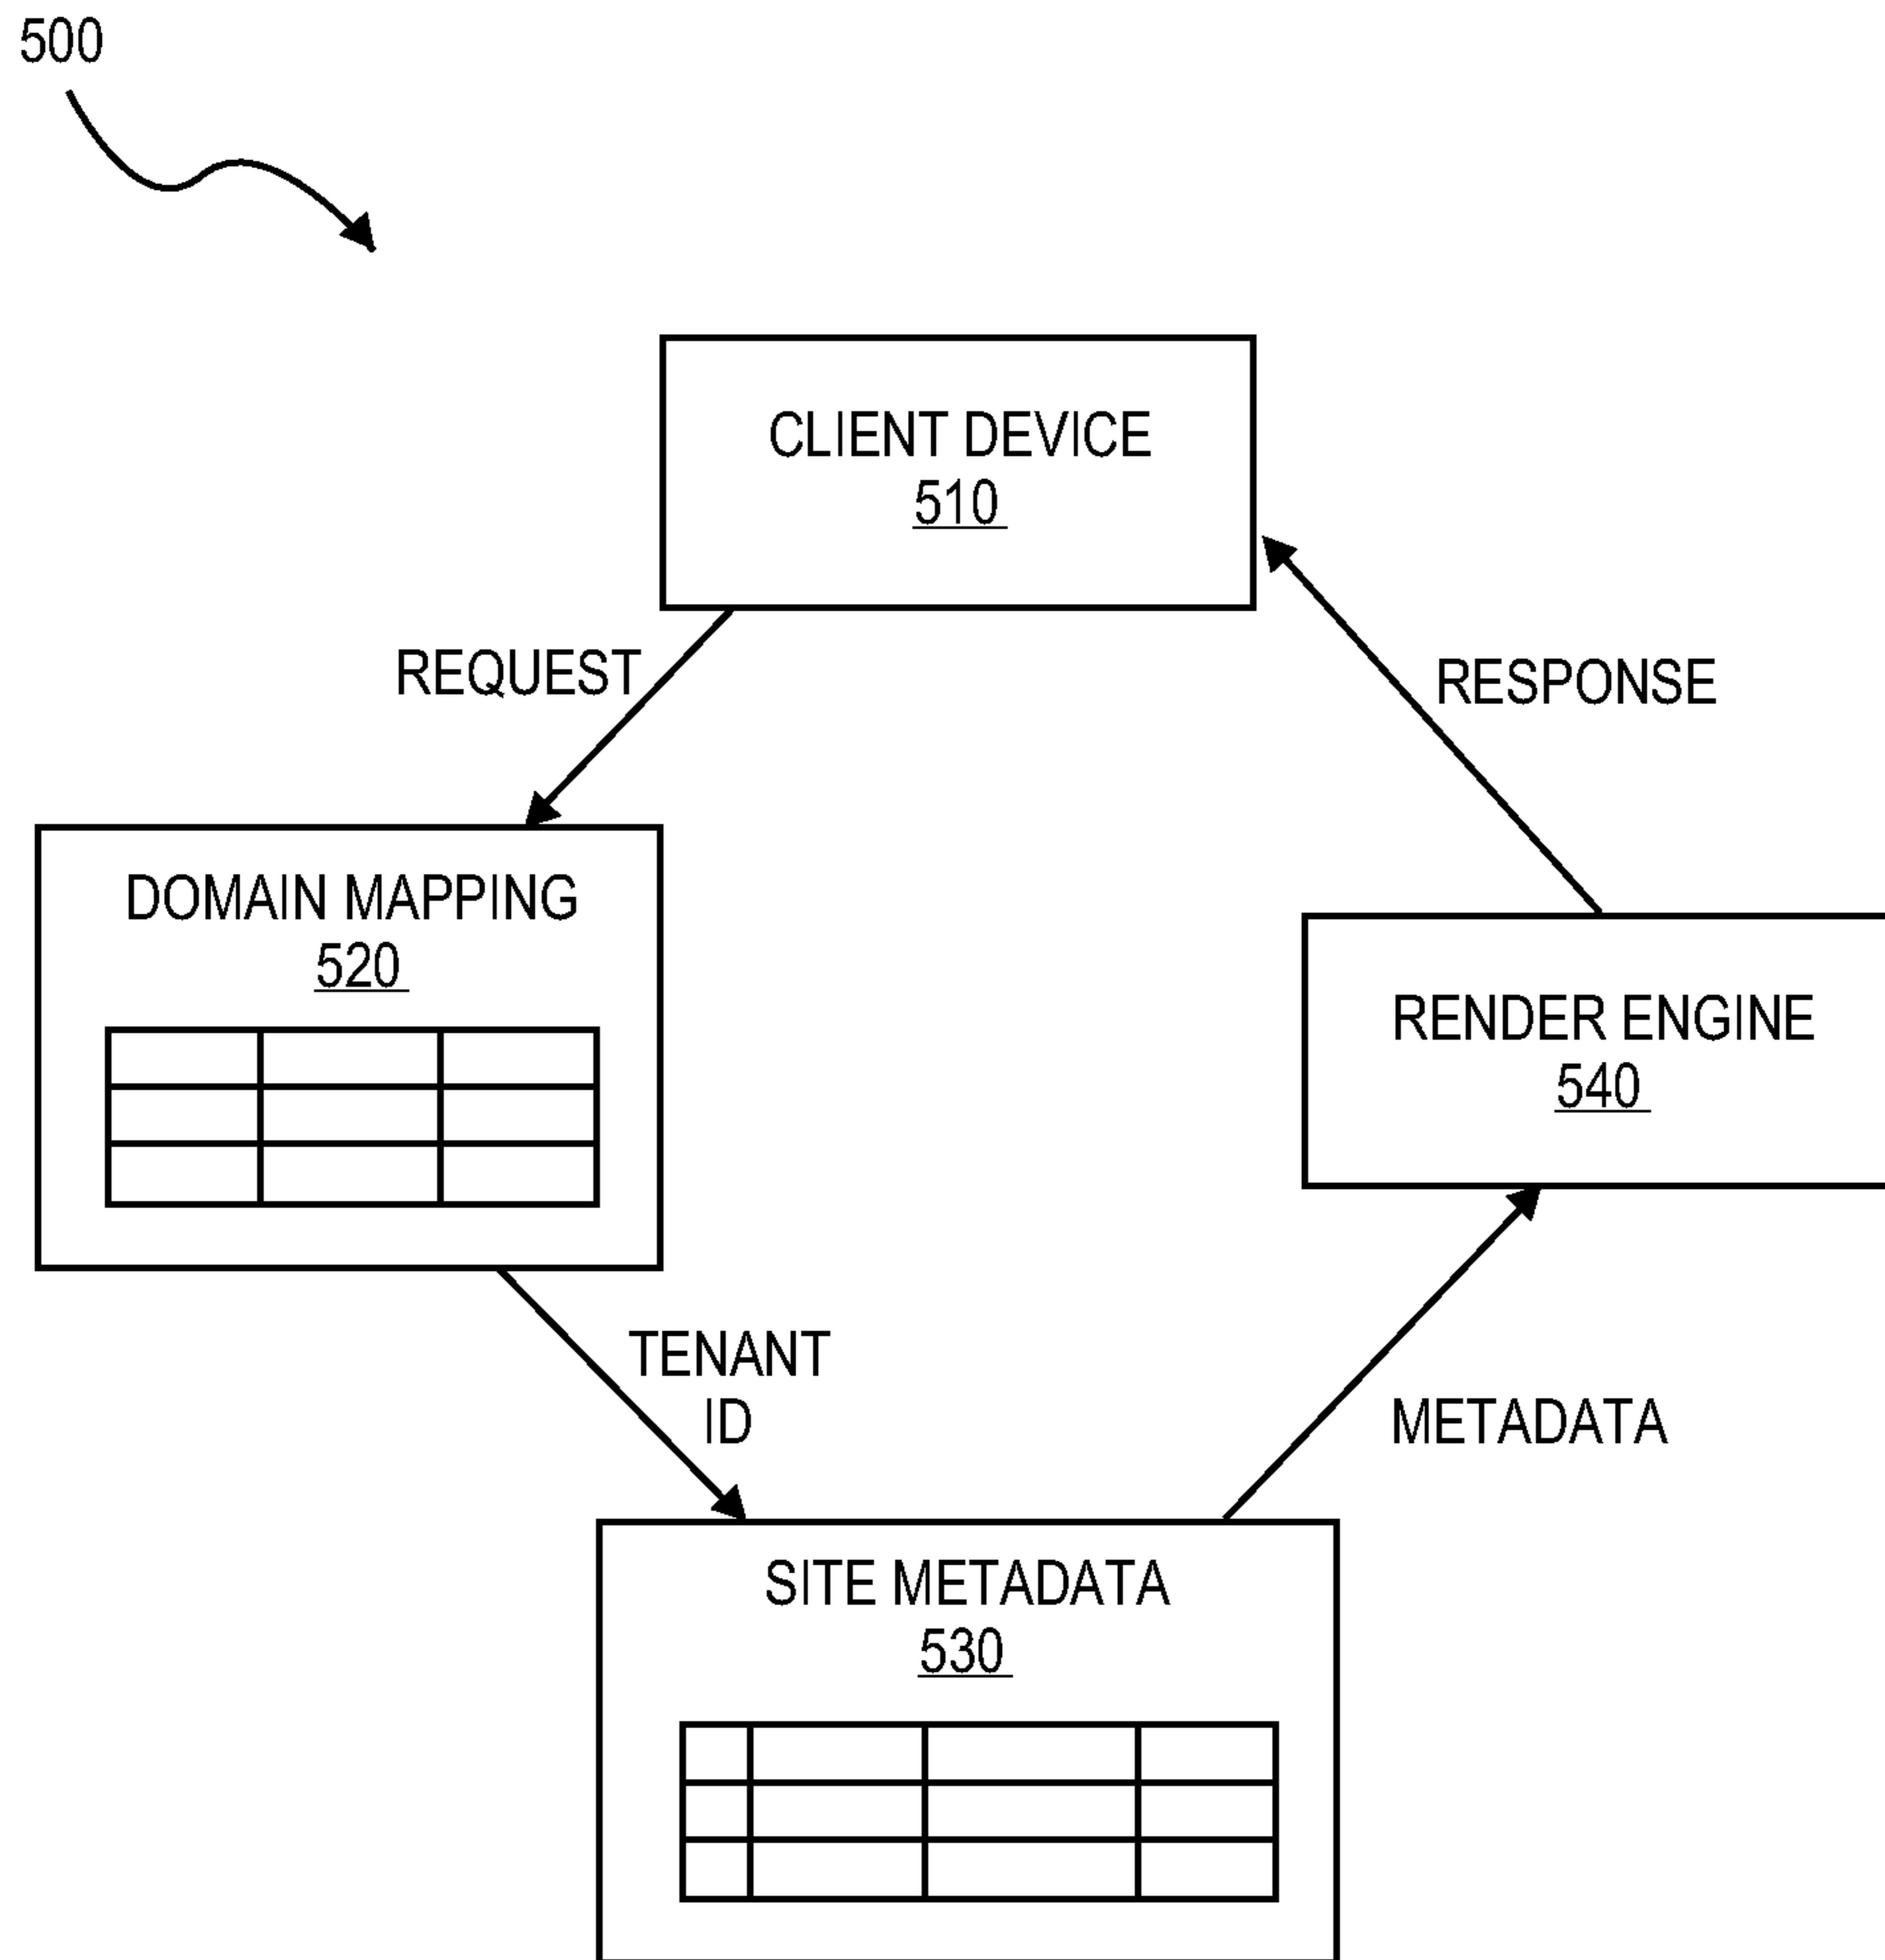 500
CLIENT DEVICE
510
REQUEST
RESPONSE
DOMAIN MAPPING
520
RENDER ENGINE
540
TENANT
ID
METADATA
SITE METADATA
530